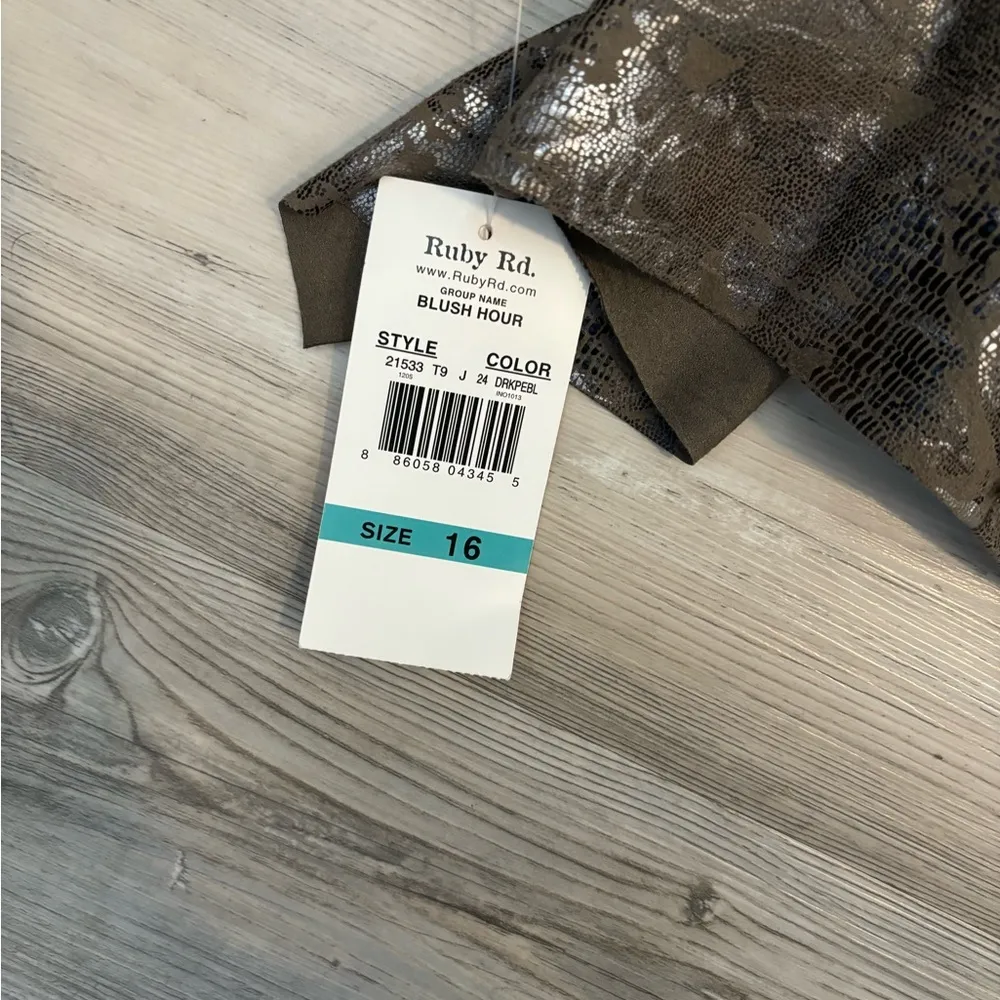 Ruby Rd.
www.RubyRd.com
GROUP NAME
BLUSH HOUR
STYLE COLOR
21533 T9 J 24 DRKPEBL
1205 INO1013
8 86058 04345 5
SIZE 16